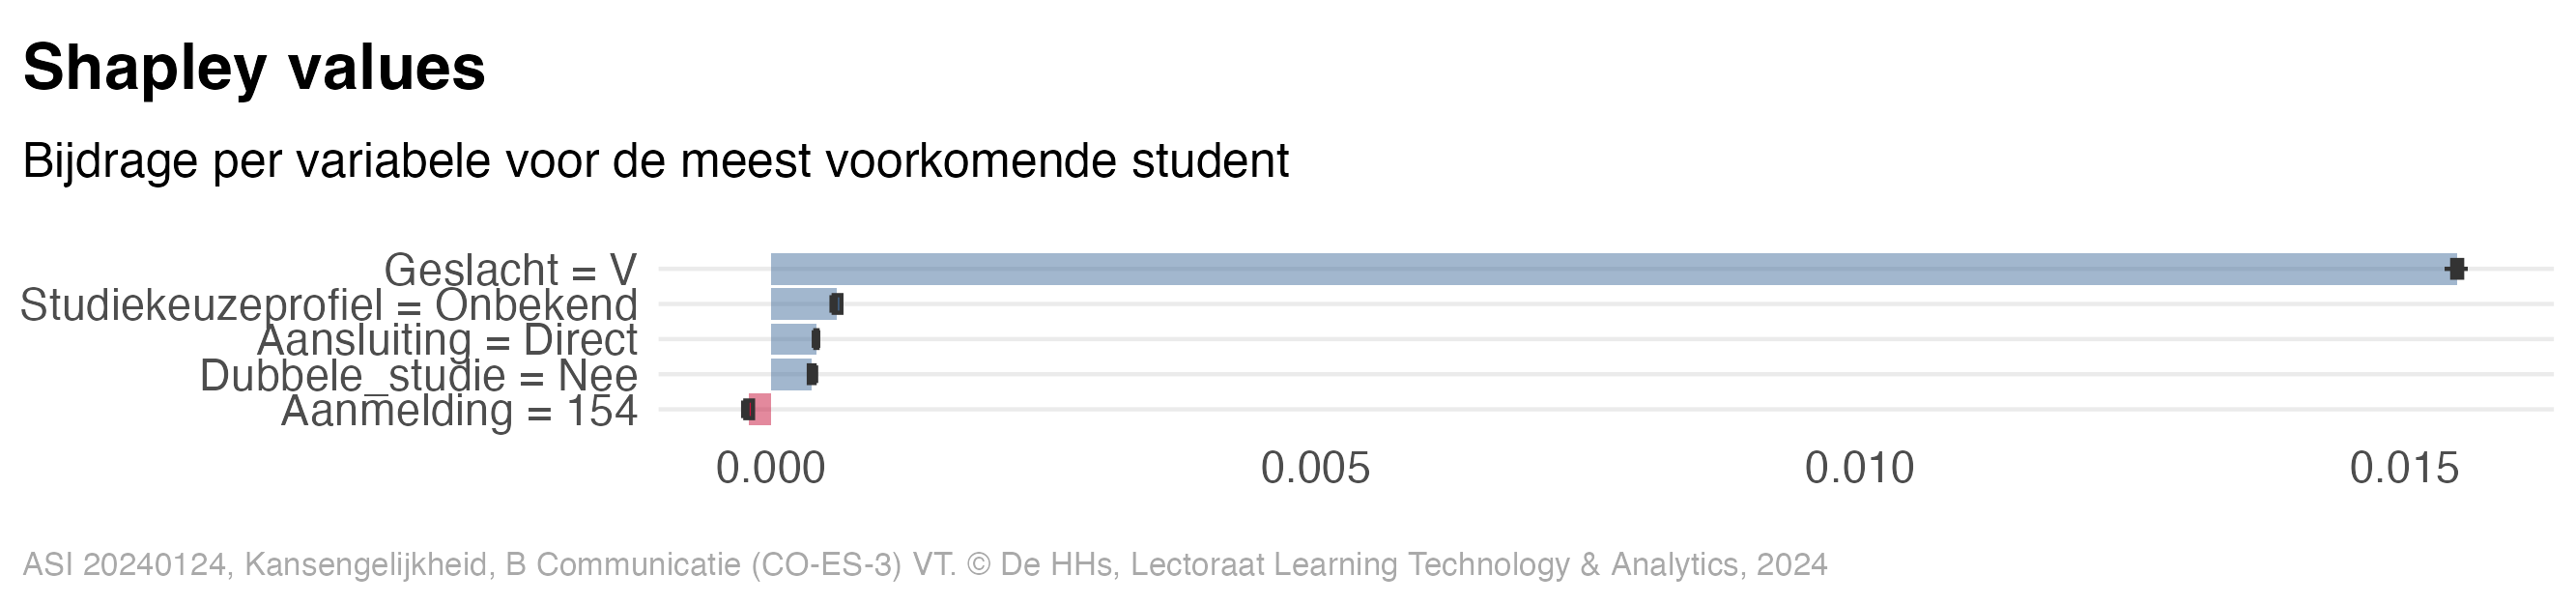 Shapley values
Bijdrage per variabele voor de meest voorkomende student
Geslacht = V
Studiekeuzeprofiel = Onbekend
Aansluiting = Direct
Dubbele_studie = Nee
Aanmelding = 154
0.000 0.005 0.010 0.015
ASI 20240124, Kansengelijkheid, B Communicatie (CO-ES-3) VT. © De HHs, Lectoraat Learning Technology & Analytics, 2024